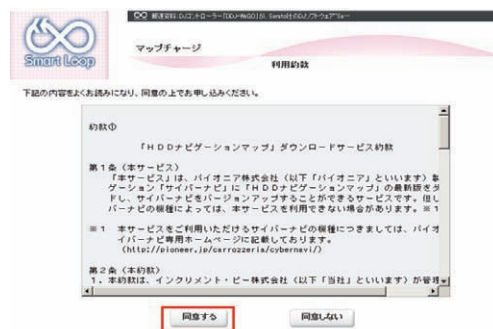 Smart Loop
マップチャージ
利用約款
下記の内容をよくお読みになり、同意の上でお申し込みください。
約款①
「ＨＤＤナビゲーションマップ」ダウンロードサービス約款
第１条（本サービス）
「本サービス」は、パイオニア株式会社（以下「パイオニア」といいます）製
ゲーション「サイバーナビ」に「ＨＤＤナビゲーションマップ」の最新版をダ
ドし、サイバーナビをバージョンアップすることができるサービスです。但し
バーナビの機種によっては、本サービスを利用できない場合があります。※１
※１　本サービスをご利用いただけるサイバーナビの機種につきましては、パイオ
イバーナビ専用ホームページに記載しております。
（http://pioneer.jp/carrozzeria/cybernavi/）
第２条（本約款）
１．本約款は、インクリメント・ピー株式会社（以下「当社」といいます）が管理
同意する
同意しない